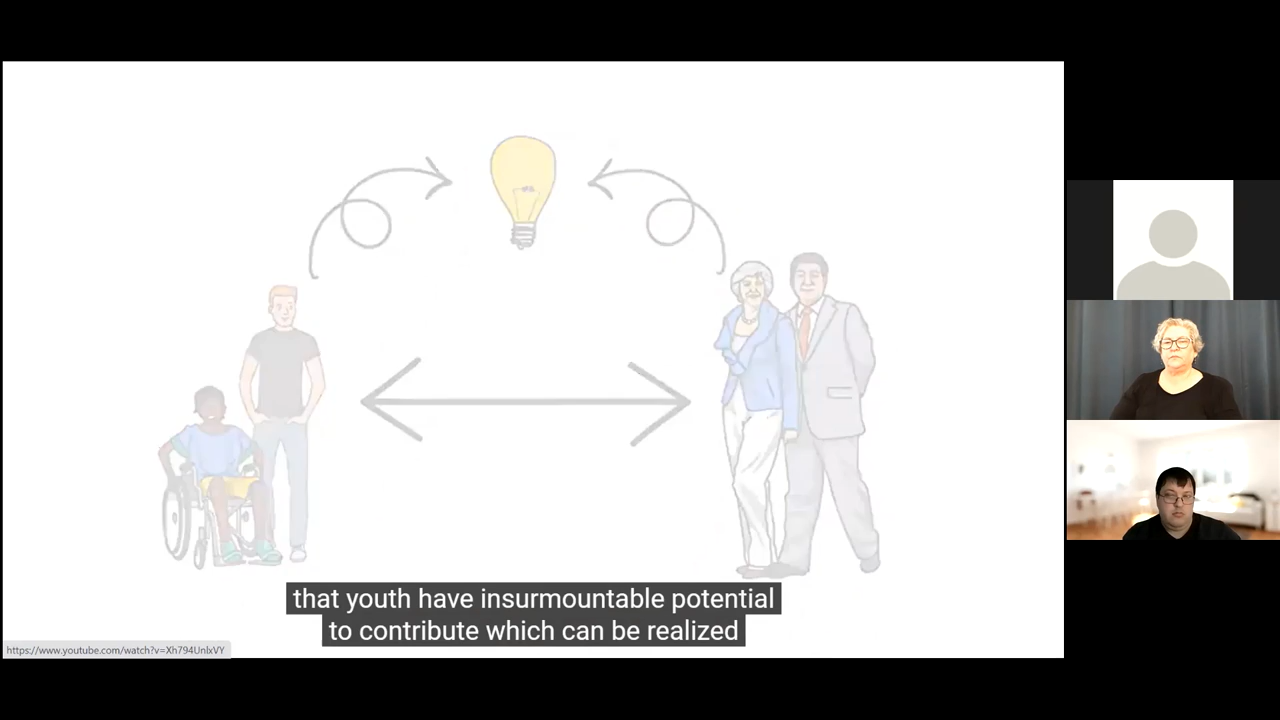 that youth have insurmountable potential
to contribute which can be realized
https://www.youtube.com/watch?v=Xh794UnlxVY